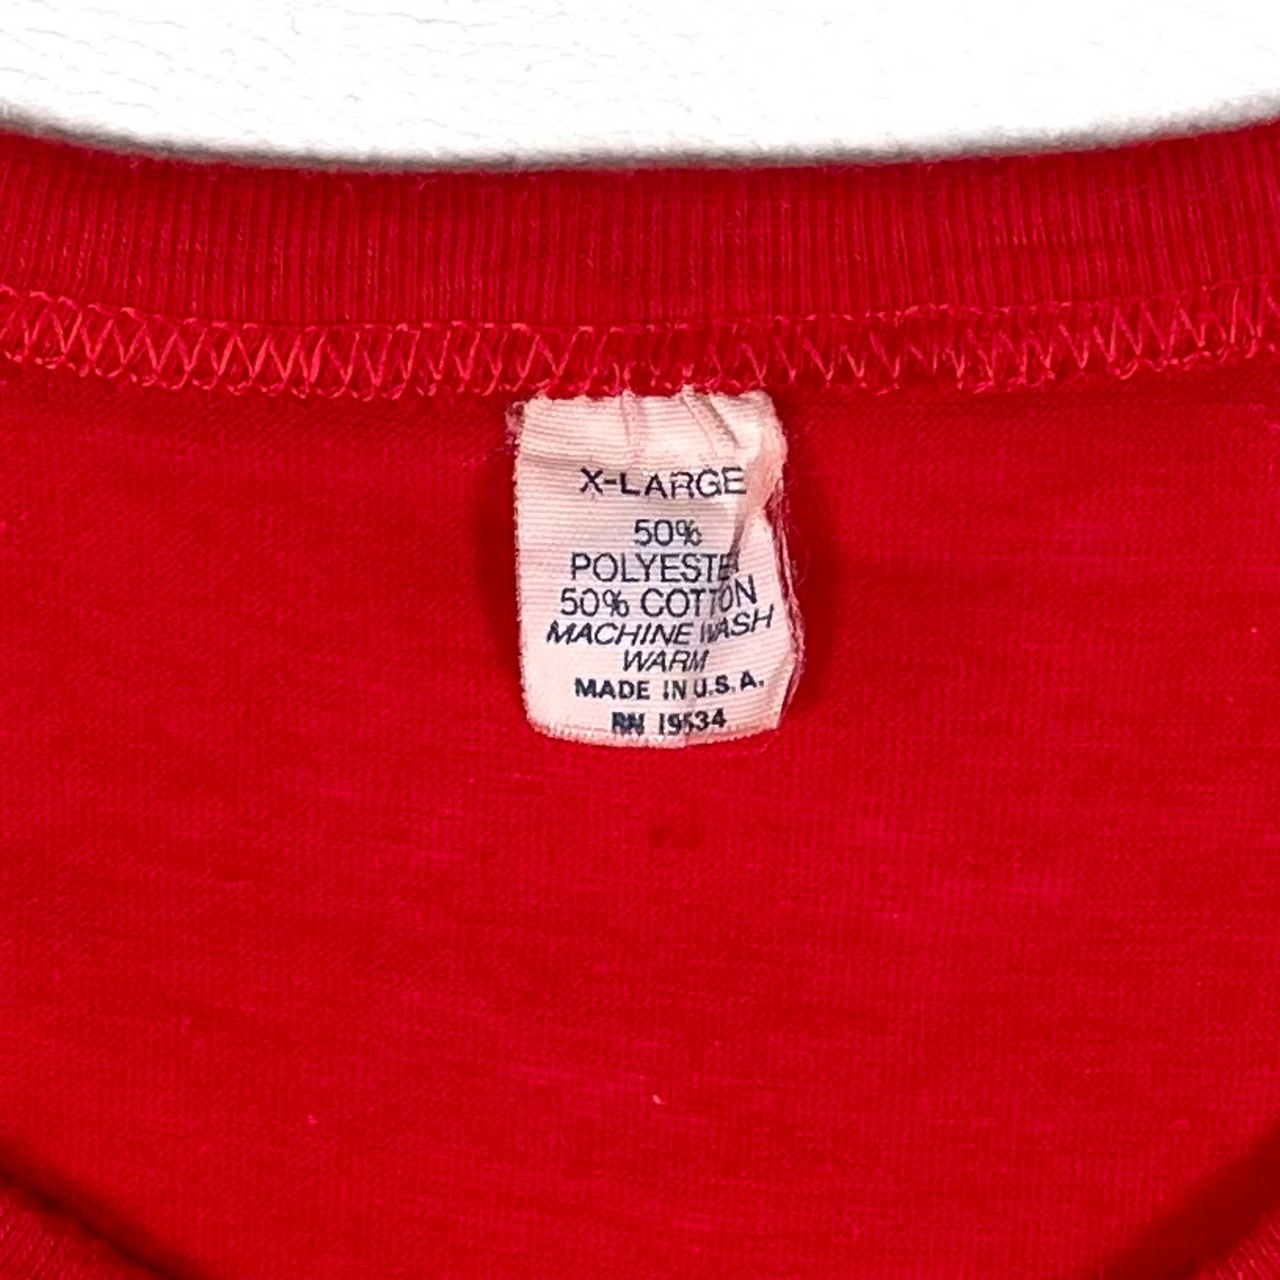 X-LARGE
50%
POLYESTER
50% COTTON
MACHINE WASH
WARM
MADE IN U.S.A.
RN 19534